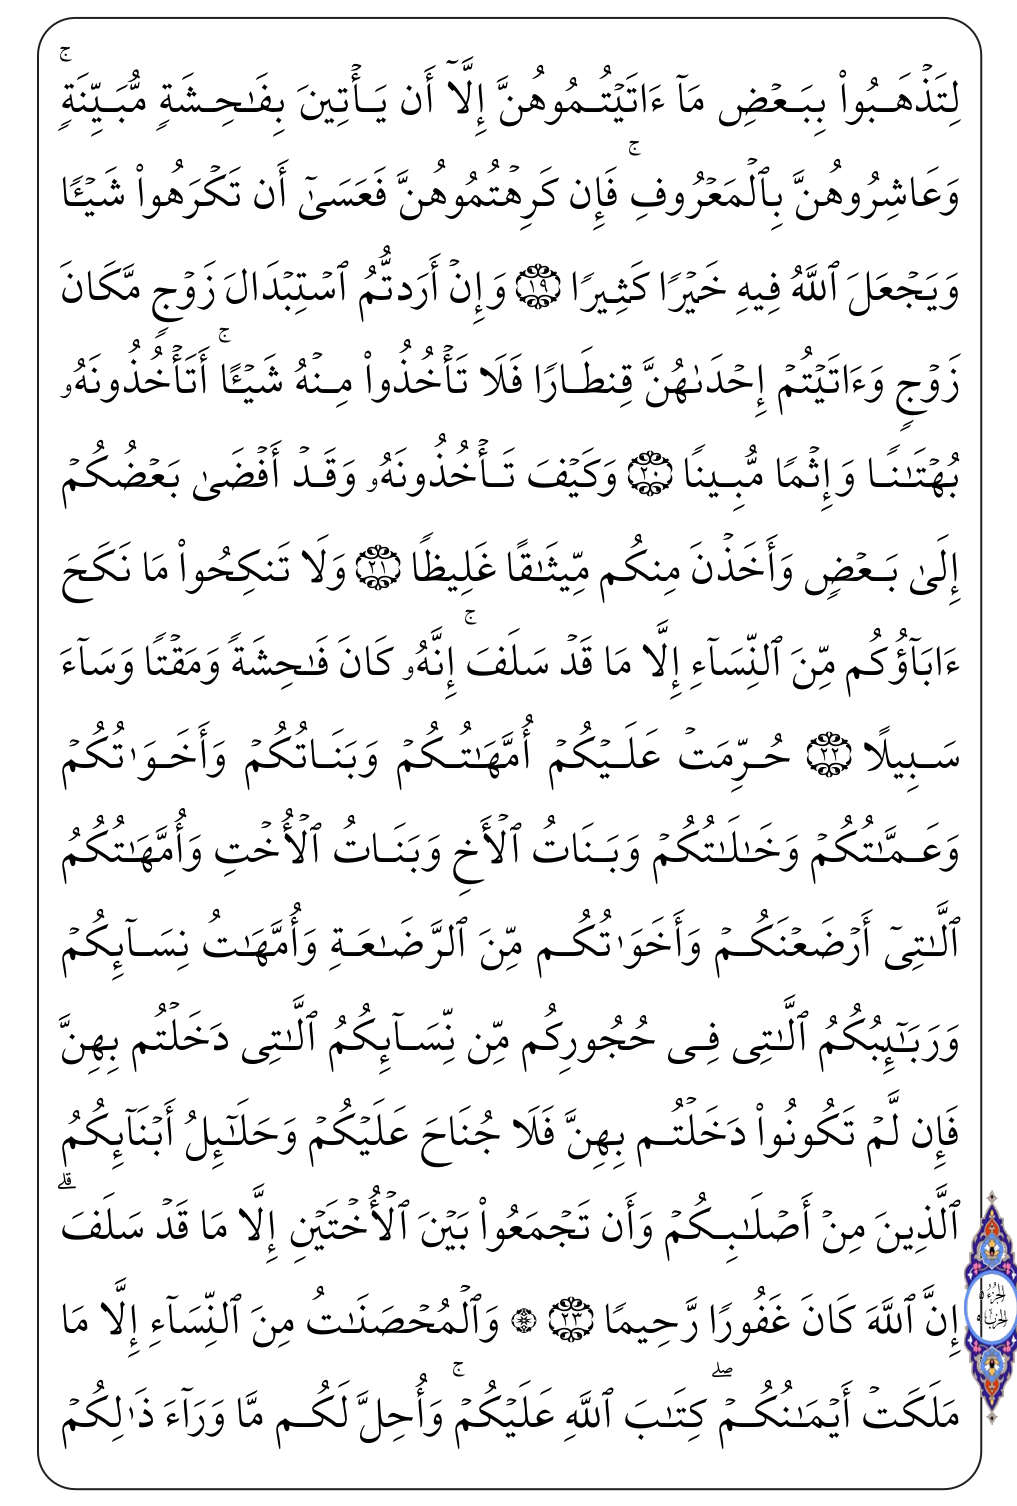 لِتَذْهَبُوا۟ بِبَعْضِ مَآ ءَاتَيْتُمُوهُنَّ إِلَّآ أَن يَأْتِينَ بِفَـٰحِشَةٍ مُّبَيِّنَةٍ ۚ
وَعَاشِرُوهُنَّ بِٱلْمَعْرُوفِ ۚ فَإِن كَرِهْتُمُوهُنَّ فَعَسَىٰٓ أَن تَكْرَهُوا۟ شَيْـًٔا
وَيَجْعَلَ ٱللَّهُ فِيهِ خَيْرًا كَثِيرًا ١٩ وَإِنْ أَرَدتُّمُ ٱسْتِبْدَالَ زَوْجٍ مَّكَانَ
زَوْجٍ وَءَاتَيْتُمْ إِحْدَىٰهُنَّ قِنطَارًا فَلَا تَأْخُذُوا۟ مِنْهُ شَيْـًٔا ۚ أَتَأْخُذُونَهُۥ
بُهْتَـٰنًا وَإِثْمًا مُّبِينًا ٢٠ وَكَيْفَ تَأْخُذُونَهُۥ وَقَدْ أَفْضَىٰ بَعْضُكُمْ
إِلَىٰ بَعْضٍ وَأَخَذْنَ مِنكُم مِّيثَـٰقًا غَلِيظًا ٢١ وَلَا تَنكِحُوا۟ مَا نَكَحَ
ءَابَآؤُكُم مِّنَ ٱلنِّسَآءِ إِلَّا مَا قَدْ سَلَفَ ۚ إِنَّهُۥ كَانَ فَـٰحِشَةً وَمَقْتًا وَسَآءَ
سَبِيلًا ٢٢ حُرِّمَتْ عَلَيْكُمْ أُمَّهَـٰتُكُمْ وَبَنَاتُكُمْ وَأَخَوَٰتُكُمْ
وَعَمَّـٰتُكُمْ وَخَـٰلَـٰتُكُمْ وَبَنَاتُ ٱلْأَخِ وَبَنَاتُ ٱلْأُخْتِ وَأُمَّهَـٰتُكُمُ
ٱلَّـٰتِىٓ أَرْضَعْنَكُمْ وَأَخَوَٰتُكُم مِّنَ ٱلرَّضَـٰعَةِ وَأُمَّهَـٰتُ نِسَآئِكُمْ
وَرَبَـٰٓئِبُكُمُ ٱلَّـٰتِى فِى حُجُورِكُم مِّن نِّسَآئِكُمُ ٱلَّـٰتِى دَخَلْتُم بِهِنَّ
فَإِن لَّمْ تَكُونُوا۟ دَخَلْتُم بِهِنَّ فَلَا جُنَاحَ عَلَيْكُمْ وَحَلَـٰٓئِلُ أَبْنَآئِكُمُ
ٱلَّذِينَ مِنْ أَصْلَـٰبِكُمْ وَأَن تَجْمَعُوا۟ بَيْنَ ٱلْأُخْتَيْنِ إِلَّا مَا قَدْ سَلَفَ ۗ
إِنَّ ٱللَّهَ كَانَ غَفُورًا رَّحِيمًا ٢٣ ۞ وَٱلْمُحْصَنَـٰتُ مِنَ ٱلنِّسَآءِ إِلَّا مَا
مَلَكَتْ أَيْمَـٰنُكُمْ ۖ كِتَـٰبَ ٱللَّهِ عَلَيْكُمْ ۚ وَأُحِلَّ لَكُم مَّا وَرَآءَ ذَٰلِكُمْ
الجزء ٥
الحزب ٩